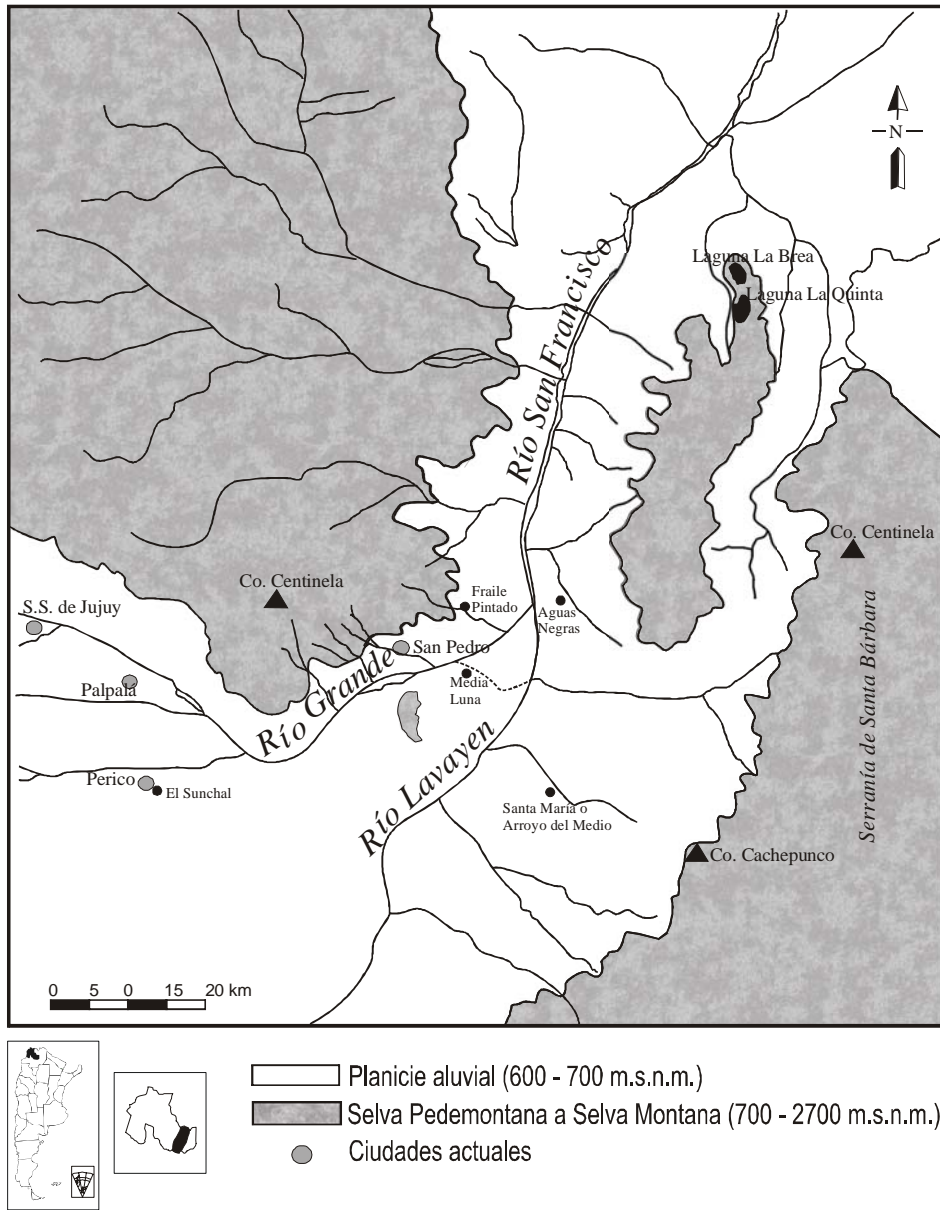 N
Laguna La Brea
Laguna La Quinta
Río San Francisco
Co. Centinela
Co. Centinela
Fraile
Pintado
Aguas
Negras
S.S. de Jujuy
San Pedro
Palpalá
Media
Luna
Río Grande
Perico
El Sunchal
Río Lavayen
Santa María o
Arroyo del Medio
Serranía de Santa Bárbara
Co. Cachepunco
0 5 0 15 20 km
Planicie aluvial (600 - 700 m.s.n.m.)
Selva Pedemontana a Selva Montana (700 - 2700 m.s.n.m.)
Ciudades actuales